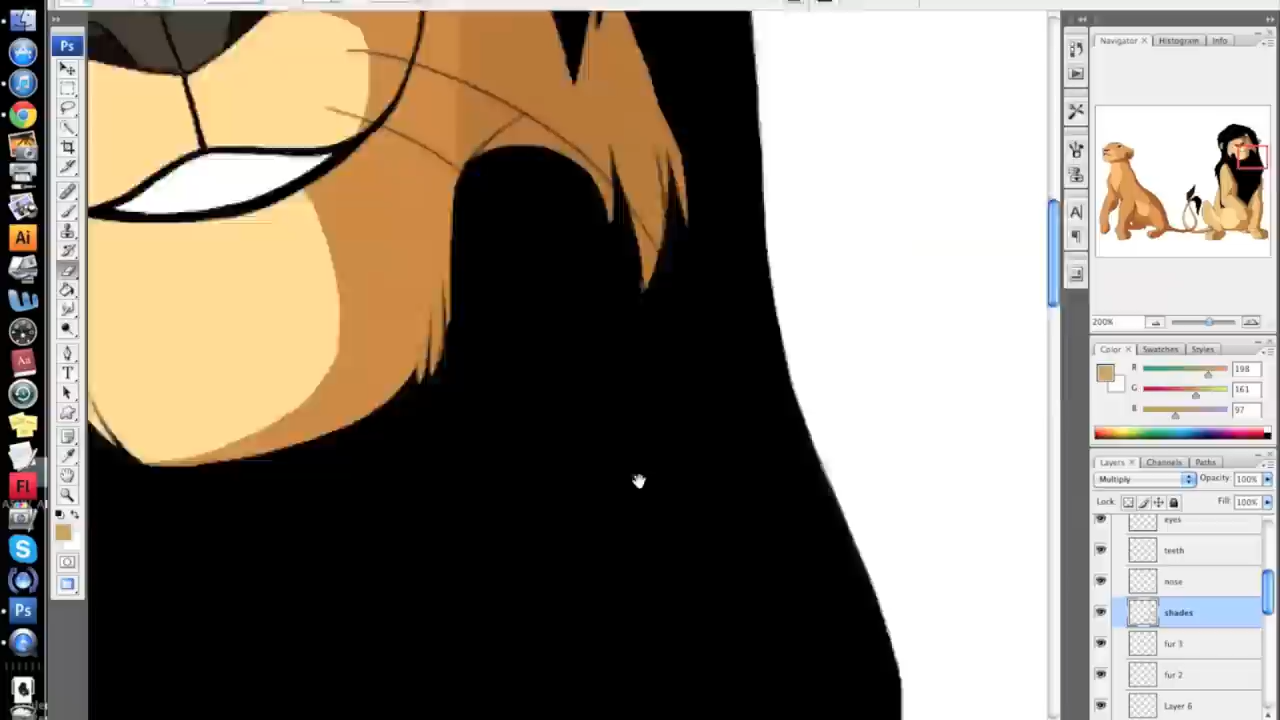 Ps
Navigator × Histogram Info
200%
Color × Swatches Styles
R 198
G 161
B 97
Layers × Channels Paths
Multiply Opacity: 100%
Lock: Fill: 100%
eyes
teeth
nose
shades
fur 3
fur 2
Layer 6
Ai
Aa
Fl
S
Ps
T
A